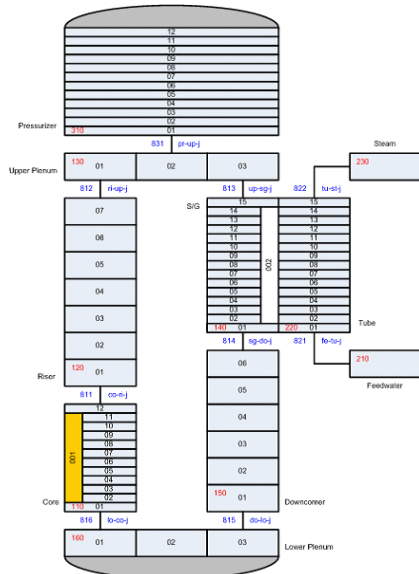 12
11
10
09
08
07
06
05
04
03
02
Pressurizer 310 01
831 pr-up-j
Steam
130 01 02 03 230
Upper Plenum
812 ri-up-j 813 up-sg-j 822 tu-st-j
S/G 15 15
07 14 14
13 13
12 12
06 11 11
10 10
05 09 09
08 002 08
04 07 07
06 06
05 05
03 04 04
03 03
02 02 02
140 01 220 01 Tube
120 01 814 sg-do-j 821 fe-tu-j
Riser 06 210
811 co-ri-j
05 Feedwater
12
11
10 04
09
08
001 07 03
06
05
04 02
03
02 150
Core 110 01 01 Downcomer
816 lo-co-j 815 do-lo-j
160 01 02 03 Lower Plenum